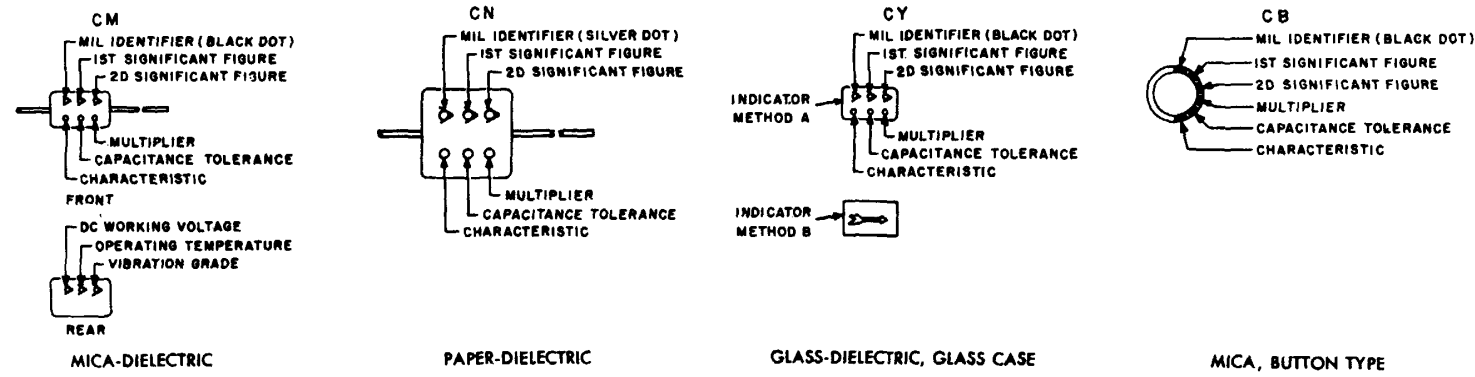 CM
MIL IDENTIFIER (BLACK DOT)
1ST SIGNIFICANT FIGURE
2D SIGNIFICANT FIGURE
MULTIPLIER
CAPACITANCE TOLERANCE
CHARACTERISTIC
FRONT
DC WORKING VOLTAGE
OPERATING TEMPERATURE
VIBRATION GRADE
REAR
MICA-DIELECTRIC
CN
MIL IDENTIFIER (SILVER DOT)
1ST SIGNIFICANT FIGURE
2D SIGNIFICANT FIGURE
MULTIPLIER
CAPACITANCE TOLERANCE
CHARACTERISTIC
PAPER-DIELECTRIC
CY
MIL IDENTIFIER (BLACK DOT)
1ST. SIGNIFICANT FIGURE
2D SIGNIFICANT FIGURE
INDICATOR
METHOD A
MULTIPLIER
CAPACITANCE TOLERANCE
CHARACTERISTIC
INDICATOR
METHOD B
GLASS-DIELECTRIC, GLASS CASE
CB
MIL IDENTIFIER (BLACK DOT)
1ST SIGNIFICANT FIGURE
2D SIGNIFICANT FIGURE
MULTIPLIER
CAPACITANCE TOLERANCE
CHARACTERISTIC
MICA, BUTTON TYPE